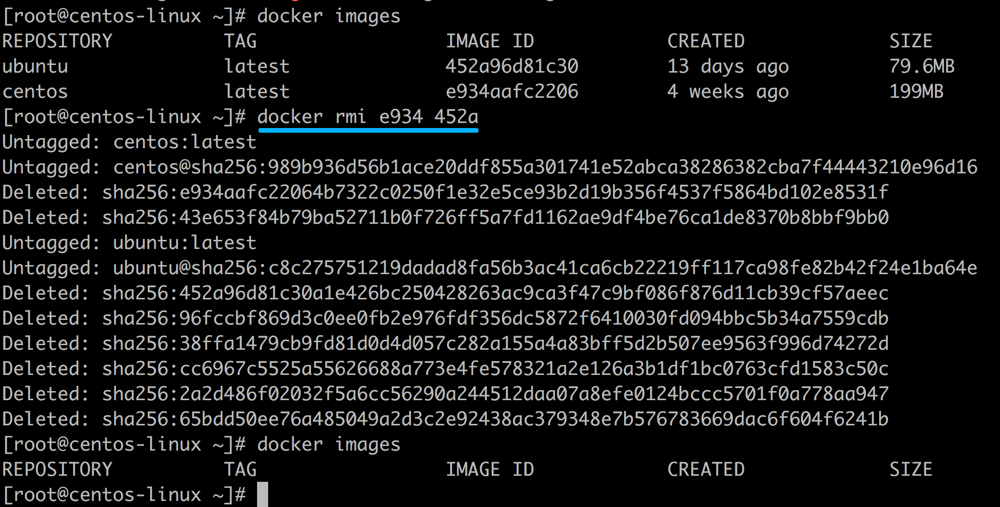 [root@centos-linux ~]# docker images
REPOSITORY TAG IMAGE ID CREATED SIZE
ubuntu latest 452a96d81c30 13 days ago 79.6MB
centos latest e934aafc2206 4 weeks ago 199MB
[root@centos-linux ~]# docker rmi e934 452a
Untagged: centos:latest
Untagged: centos@sha256:989b936d56b1ace20ddf855a301741e52abca38286382cba7f44443210e96d16
Deleted: sha256:e934aafc22064b7322c0250f1e32e5ce93b2d19b356f4537f5864bd102e8531f
Deleted: sha256:43e653f84b79ba52711b0f726ff5a7fd1162ae9df4be76ca1de8370b8bbf9bb0
Untagged: ubuntu:latest
Untagged: ubuntu@sha256:c8c275751219dadad8fa56b3ac41ca6cb22219ff117ca98fe82b42f24e1ba64e
Deleted: sha256:452a96d81c30a1e426bc250428263ac9ca3f47c9bf086f876d11cb39cf57aeec
Deleted: sha256:96fccbf869d3c0ee0fb2e976fdf356dc5872f6410030fd094bbc5b34a7559cdb
Deleted: sha256:38ffa1479cb9fd81d0d4d057c282a155a4a83bff5d2b507ee9563f996d74272d
Deleted: sha256:cc6967c5525a55626688a773e4fe578321a2e126a3b1df1bc0763cfd1583c50c
Deleted: sha256:2a2d486f02032f5a6cc56290a244512daa07a8efe0124bccc5701f0a778aa947
Deleted: sha256:65bdd50ee76a485049a2d3c2e92438ac379348e7b576783669dac6f604f6241b
[root@centos-linux ~]# docker images
REPOSITORY TAG IMAGE ID CREATED SIZE
[root@centos-linux ~]#